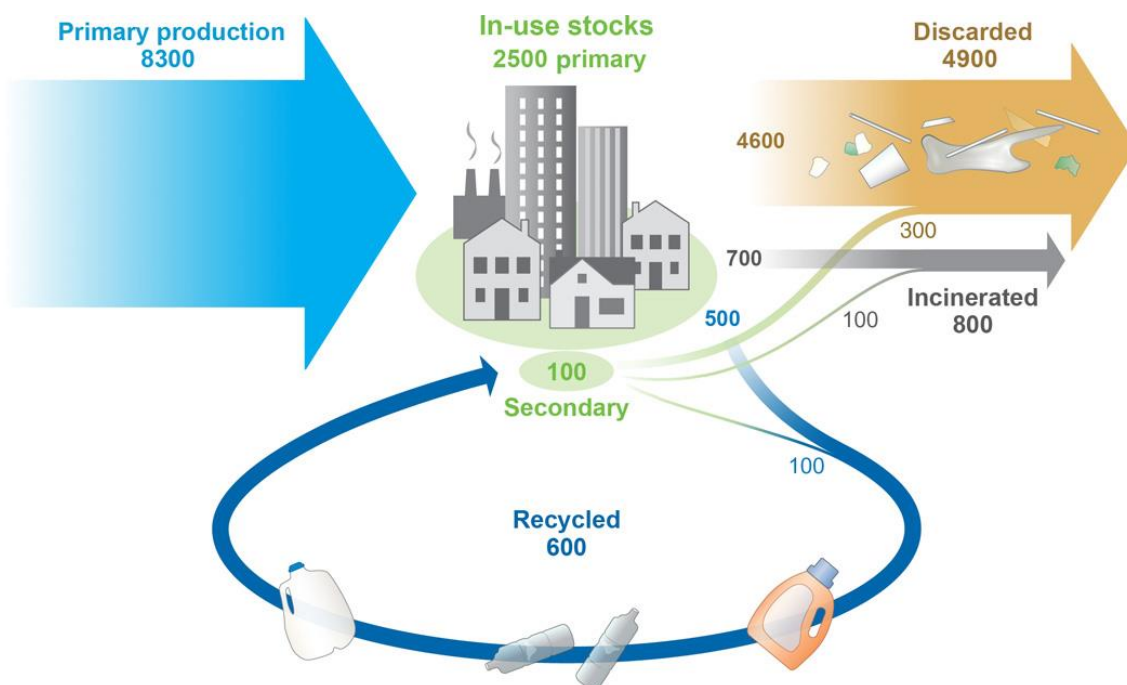 Primary production
8300
In-use stocks
2500 primary
Discarded
4900
4600
300
700
Incinerated
800
500
100
100
Secondary
100
Recycled
600